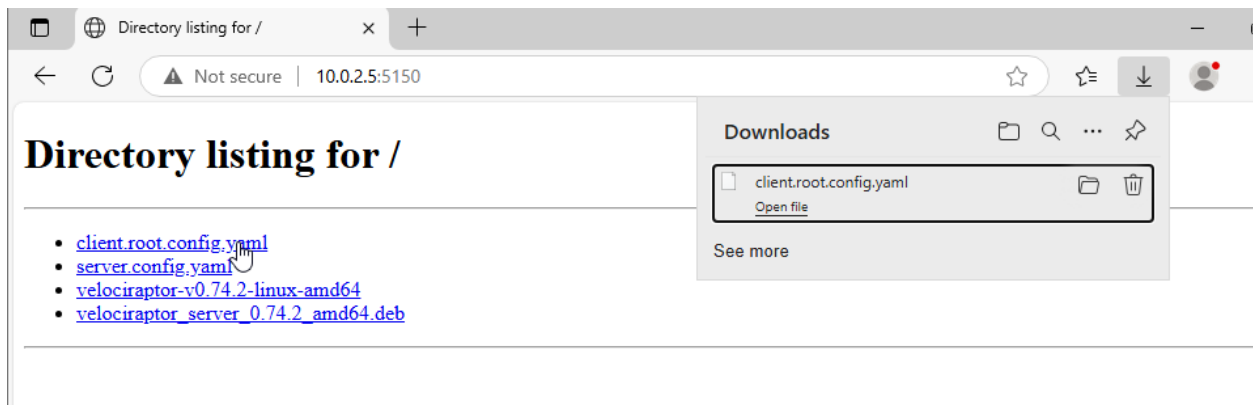 Directory listing for /
Not secure 10.0.2.5:5150
Downloads
client.root.config.yaml
Open file
See more
Directory listing for /
client.root.config.yaml
server.config.yaml
velociraptor-v0.74.2-linux-amd64
velociraptor_server_0.74.2_amd64.deb